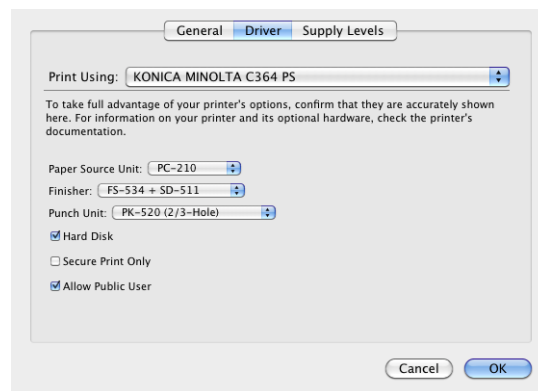 General Driver Supply Levels
Print Using: KONICA MINOLTA C364 PS
To take full advantage of your printer's options, confirm that they are accurately shown
here. For information on your printer and its optional hardware, check the printer's
documentation.
Paper Source Unit: PC-210
Finisher: FS-534 + SD-511
Punch Unit: PK-520 (2/3-Hole)
Hard Disk
Secure Print Only
Allow Public User
Cancel OK